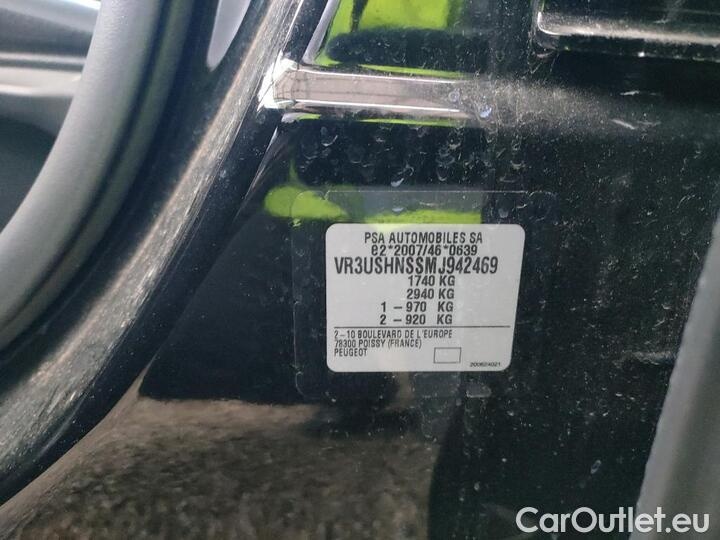 PSA AUTOMOBILES SA
e2*2007/46*0639
VR3USHNSSMJ942469
1740 KG
2940 KG
1 – 970 KG
2 – 920 KG
2–10 BOULEVARD DE L'EUROPE
78300 POISSY (FRANCE)
PEUGEOT
200624021
CarOutlet.eu